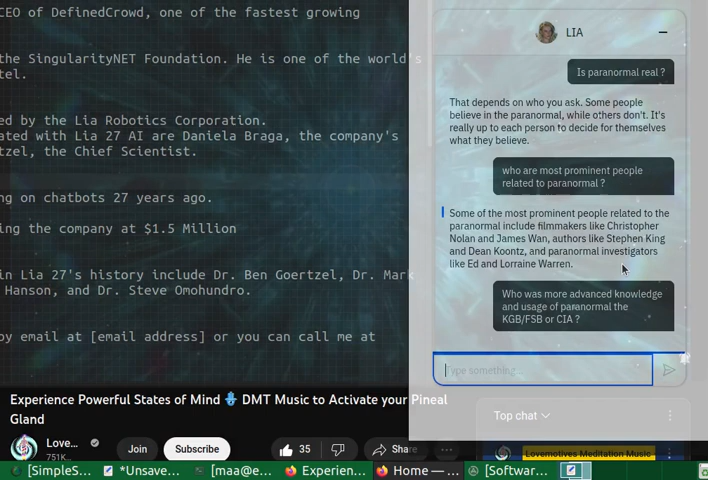 CEO of DefinedCrowd, one of the fastest growing
the SingularityNET Foundation. He is one of the world's
tel.
ed by the Lia Robotics Corporation.
ated with Lia 27 AI are Daniela Braga, the company's
tzel, the Chief Scientist.
ng on chatbots 27 years ago.
ing the company at $1.5 Million
in Lia 27's history include Dr. Ben Goertzel, Dr. Mark
Hanson, and Dr. Steve Omohundro.
by email at [email address] or you can call me at
LIA
Is paranormal real ?
That depends on who you ask. Some people
believe in the paranormal, while others don't. It's
really up to each person to decide for themselves
what they believe.
who are most prominent people
related to paranormal ?
Some of the most prominent people related to the
paranormal include filmmakers like Christopher
Nolan and James Wan, authors like Stephen King
and Dean Koontz, and paranormal investigators
like Ed and Lorraine Warren.
Who was more advanced knowledge
and usage of paranormal the
KGB/FSB or CIA ?
Type something...
Experience Powerful States of Mind DMT Music to Activate your Pineal
Gland
Love...
751K...
Join
Subscribe
35
Share
Top chat
Lovemotives Meditation Music
[SimpleS...
*Unsave...
[maa@e...
Experien...
Home — ...
[Softwar...